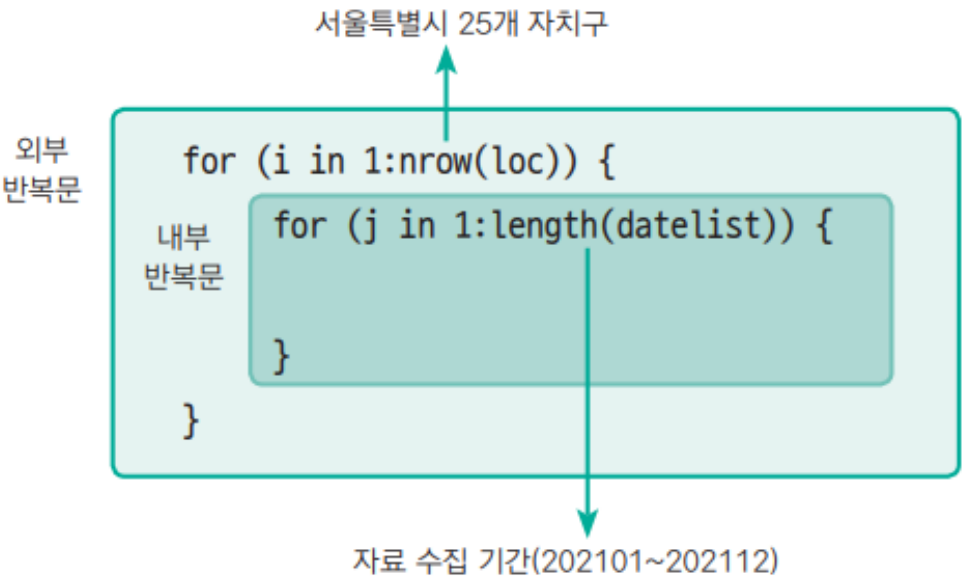 서울특별시 25개 자치구
외부
반복문
for (i in 1:nrow(loc)) {
내부
반복문
for (j in 1:length(datelist)) {
}
}
자료 수집 기간(202101~202112)